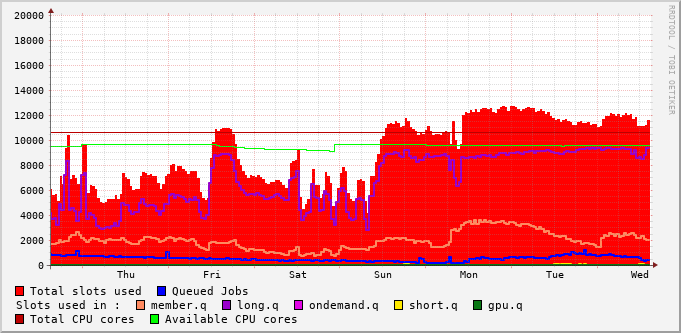 20000
18000
16000
14000
12000
10000
8000
6000
4000
2000
0
Thu Fri Sat Sun Mon Tue Wed
RRDTOOL / TOBI OETIKER
Total slots used Queued Jobs
Slots used in : member.q long.q ondemand.q short.q gpu.q
Total CPU cores Available CPU cores